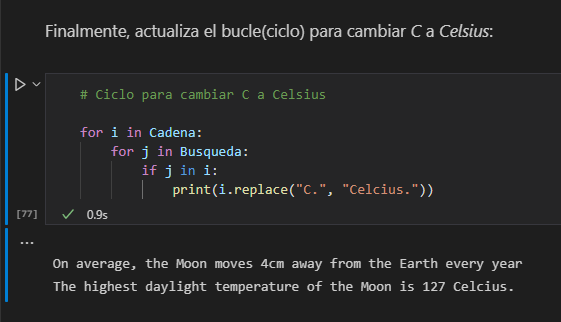 Finalmente, actualiza el bucle(ciclo) para cambiar C a Celsius:
# Ciclo para cambiar C a Celsius
for i in Cadena:
for j in Busqueda:
if j in i:
print(i.replace("C.", "Celcius."))
[77]
0.9s
...
On average, the Moon moves 4cm away from the Earth every year
The highest daylight temperature of the Moon is 127 Celcius.